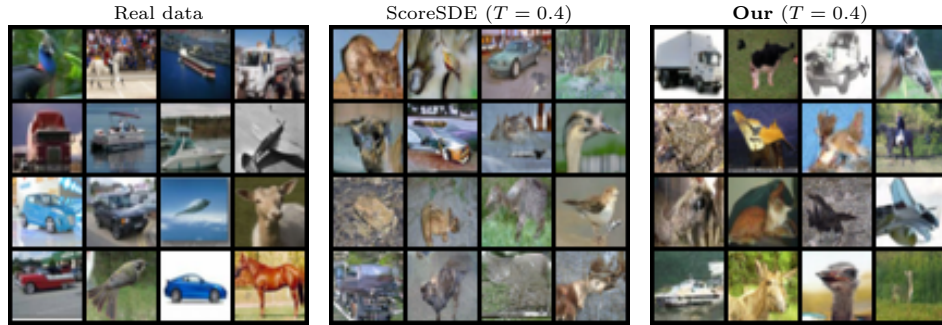 Real data
ScoreSDE (T = 0.4)
Our (T = 0.4)